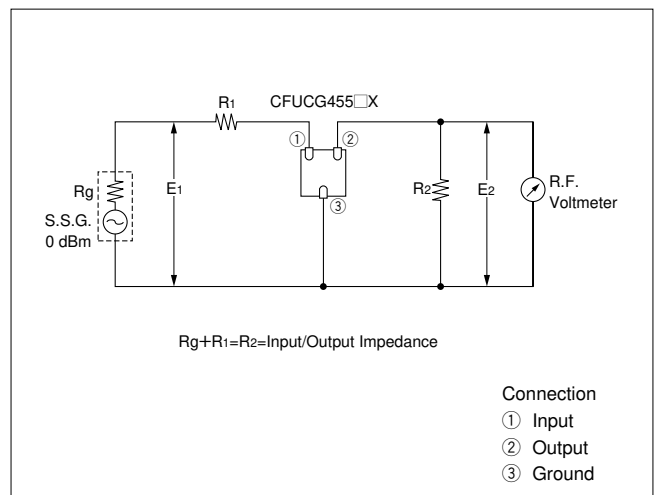 R1 CFUCG455□X
① ②
Rg E1 R2 E2 R.F.
Voltmeter
S.S.G.
0 dBm
③
Rg+R1=R2=Input/Output Impedance
Connection
① Input
② Output
③ Ground